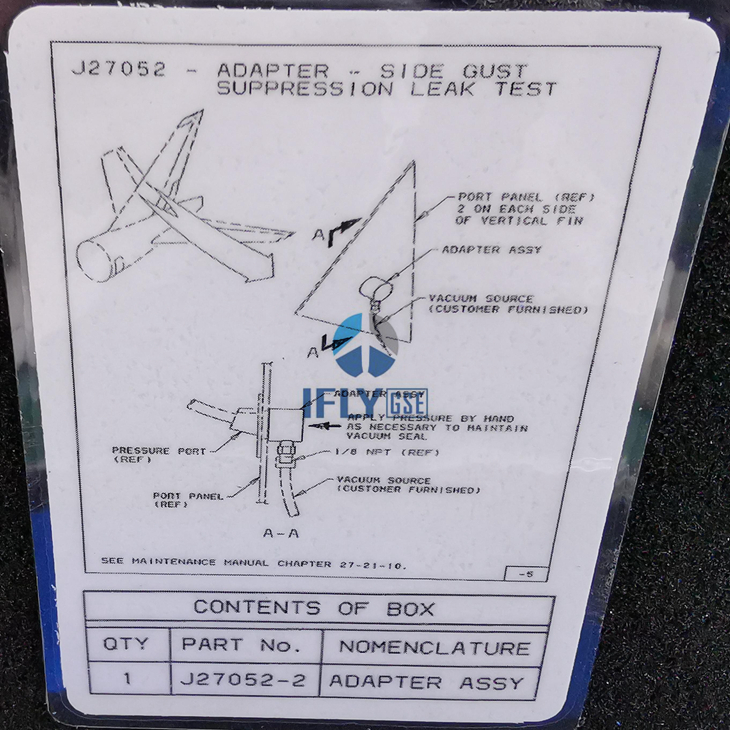 J27052 - ADAPTER - SIDE GUST
SUPPRESSION LEAK TEST
PORT PANEL (REF)
2 ON EACH SIDE
OF VERTICAL FIN
A
ADAPTER ASSY
VACUUM SOURCE
(CUSTOMER FURNISHED)
A
IFLY GSE
ADAPTER ASSY
APPLY PRESSURE BY HAND
AS NECESSARY TO MAINTAIN
VACUUM SEAL
PRESSURE PORT
(REF)
1/8 NPT (REF)
PORT PANEL
(REF)
VACUUM SOURCE
(CUSTOMER FURNISHED)
A-A
SEE MAINTENANCE MANUAL CHAPTER 27-21-10.
CONTENTS OF BOX
QTY PART No. NOMENCLATURE
1 J27052-2 ADAPTER ASSY